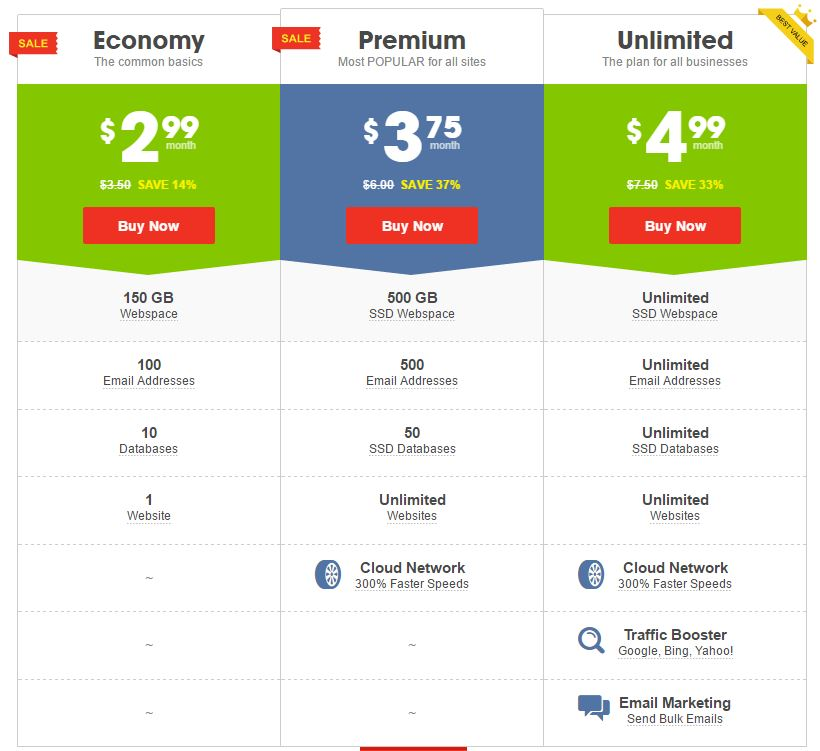 SALE
Economy
The common basics
$2.99
month
$3.50 SAVE 14%
Buy Now
150 GB
Webspace
100
Email Addresses
10
Databases
1
Website
~
~
~
SALE
Premium
Most POPULAR for all sites
$3.75
month
$6.00 SAVE 37%
Buy Now
500 GB
SSD Webspace
500
Email Addresses
50
SSD Databases
Unlimited
Websites
Cloud Network
300% Faster Speeds
~
~
BEST VALUE
Unlimited
The plan for all businesses
$4.99
month
$7.50 SAVE 33%
Buy Now
Unlimited
SSD Webspace
Unlimited
Email Addresses
Unlimited
SSD Databases
Unlimited
Websites
Cloud Network
300% Faster Speeds
Traffic Booster
Google, Bing, Yahoo!
Email Marketing
Send Bulk Emails